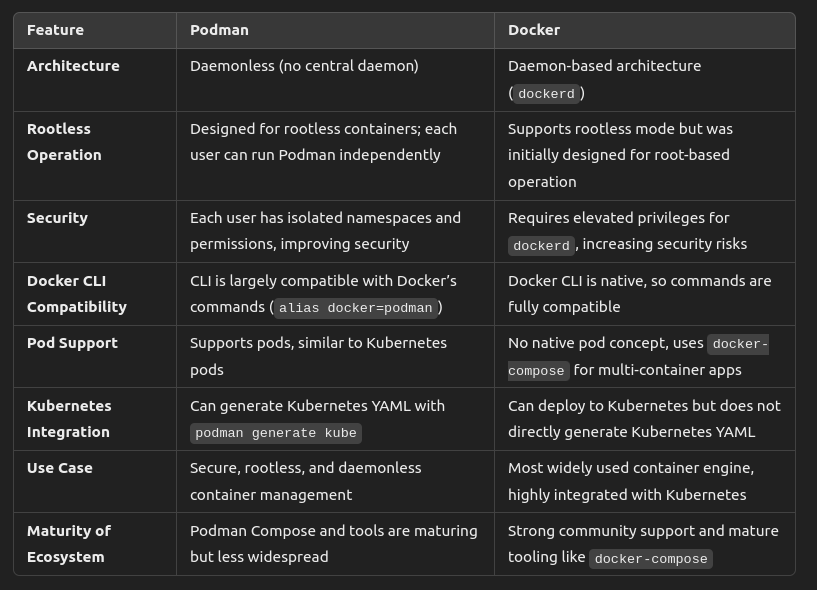 Feature Podman Docker
Architecture Daemonless (no central daemon) Daemon-based architecture
(dockerd)
Rootless Designed for rootless containers; each Supports rootless mode but was
Operation user can run Podman independently initially designed for root-based
operation
Security Each user has isolated namespaces and Requires elevated privileges for
permissions, improving security dockerd, increasing security risks
Docker CLI CLI is largely compatible with Docker’s Docker CLI is native, so commands are
Compatibility commands (alias docker=podman) fully compatible
Pod Support Supports pods, similar to Kubernetes No native pod concept, uses docker-
pods compose for multi-container apps
Kubernetes Can generate Kubernetes YAML with Can deploy to Kubernetes but does not
Integration podman generate kube directly generate Kubernetes YAML
Use Case Secure, rootless, and daemonless Most widely used container engine,
container management highly integrated with Kubernetes
Maturity of Podman Compose and tools are maturing Strong community support and mature
Ecosystem but less widespread tooling like docker-compose